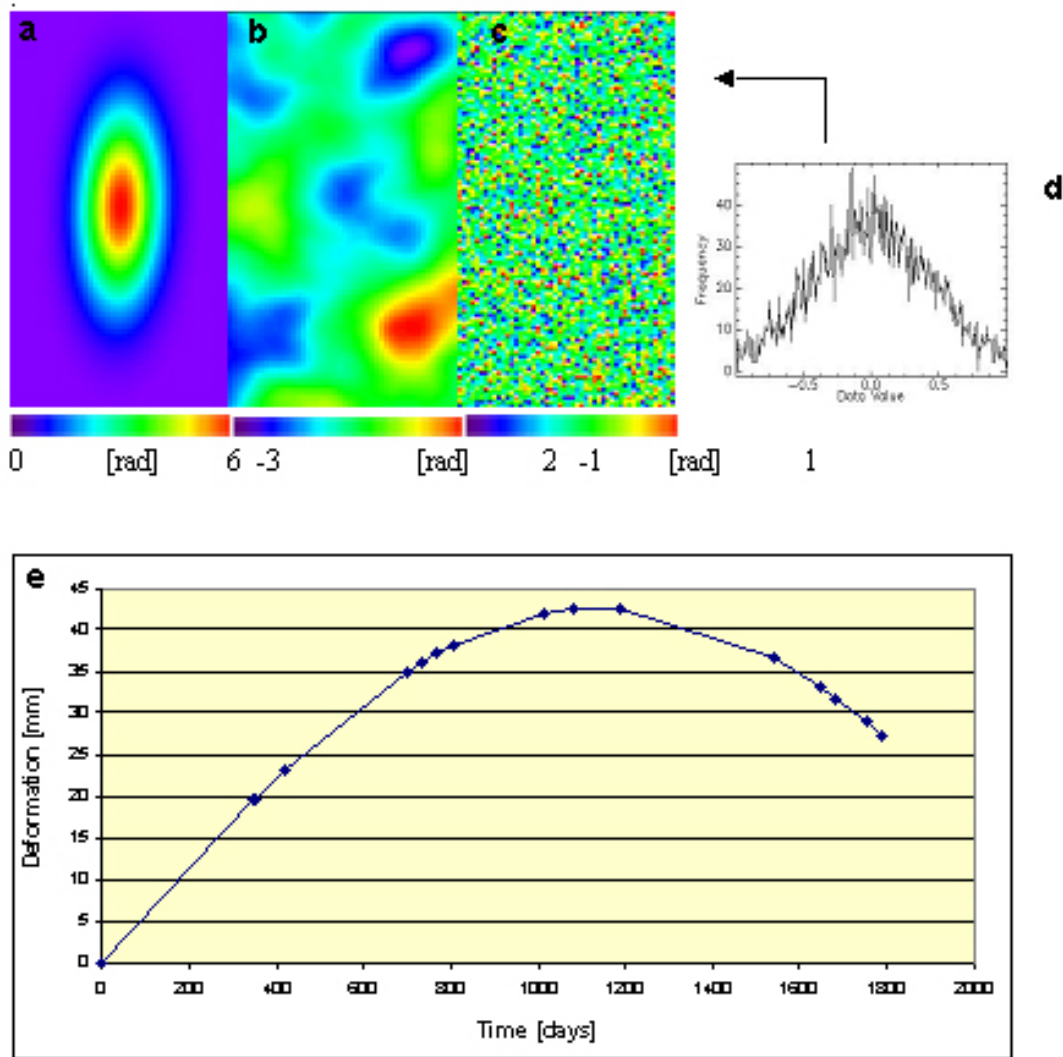 a b c
d
40
30
20
10
0
Frequency
-0.5 0.0 0.5
Data Value
0 [rad] 6 -3 [rad] 2 -1 [rad] 1
e
45
40
35
30
25
20
15
10
5
0
Deformation [mm]
0 200 400 600 800 1000 1200 1400 1600 1800 2000
Time [days]